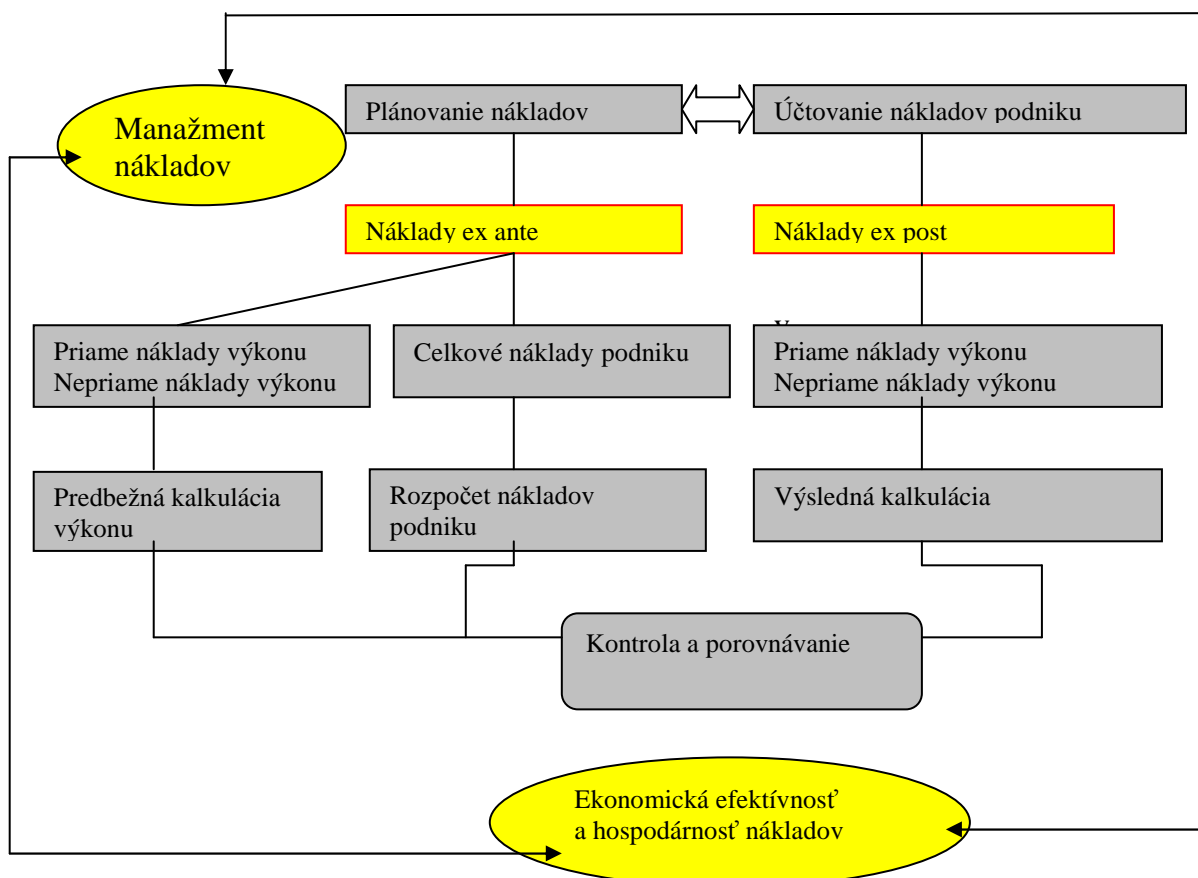 Manažment
nákladov
Plánovanie nákladov
Účtovanie nákladov podniku
Náklady ex ante
Náklady ex post
Priame náklady výkonu
Nepriame náklady výkonu
Celkové náklady podniku
Priame náklady výkonu
Nepriame náklady výkonu
Predbežná kalkulácia
výkonu
Rozpočet nákladov
podniku
Výsledná kalkulácia
Kontrola a porovnávanie
Ekonomická efektívnosť
a hospodárnosť nákladov